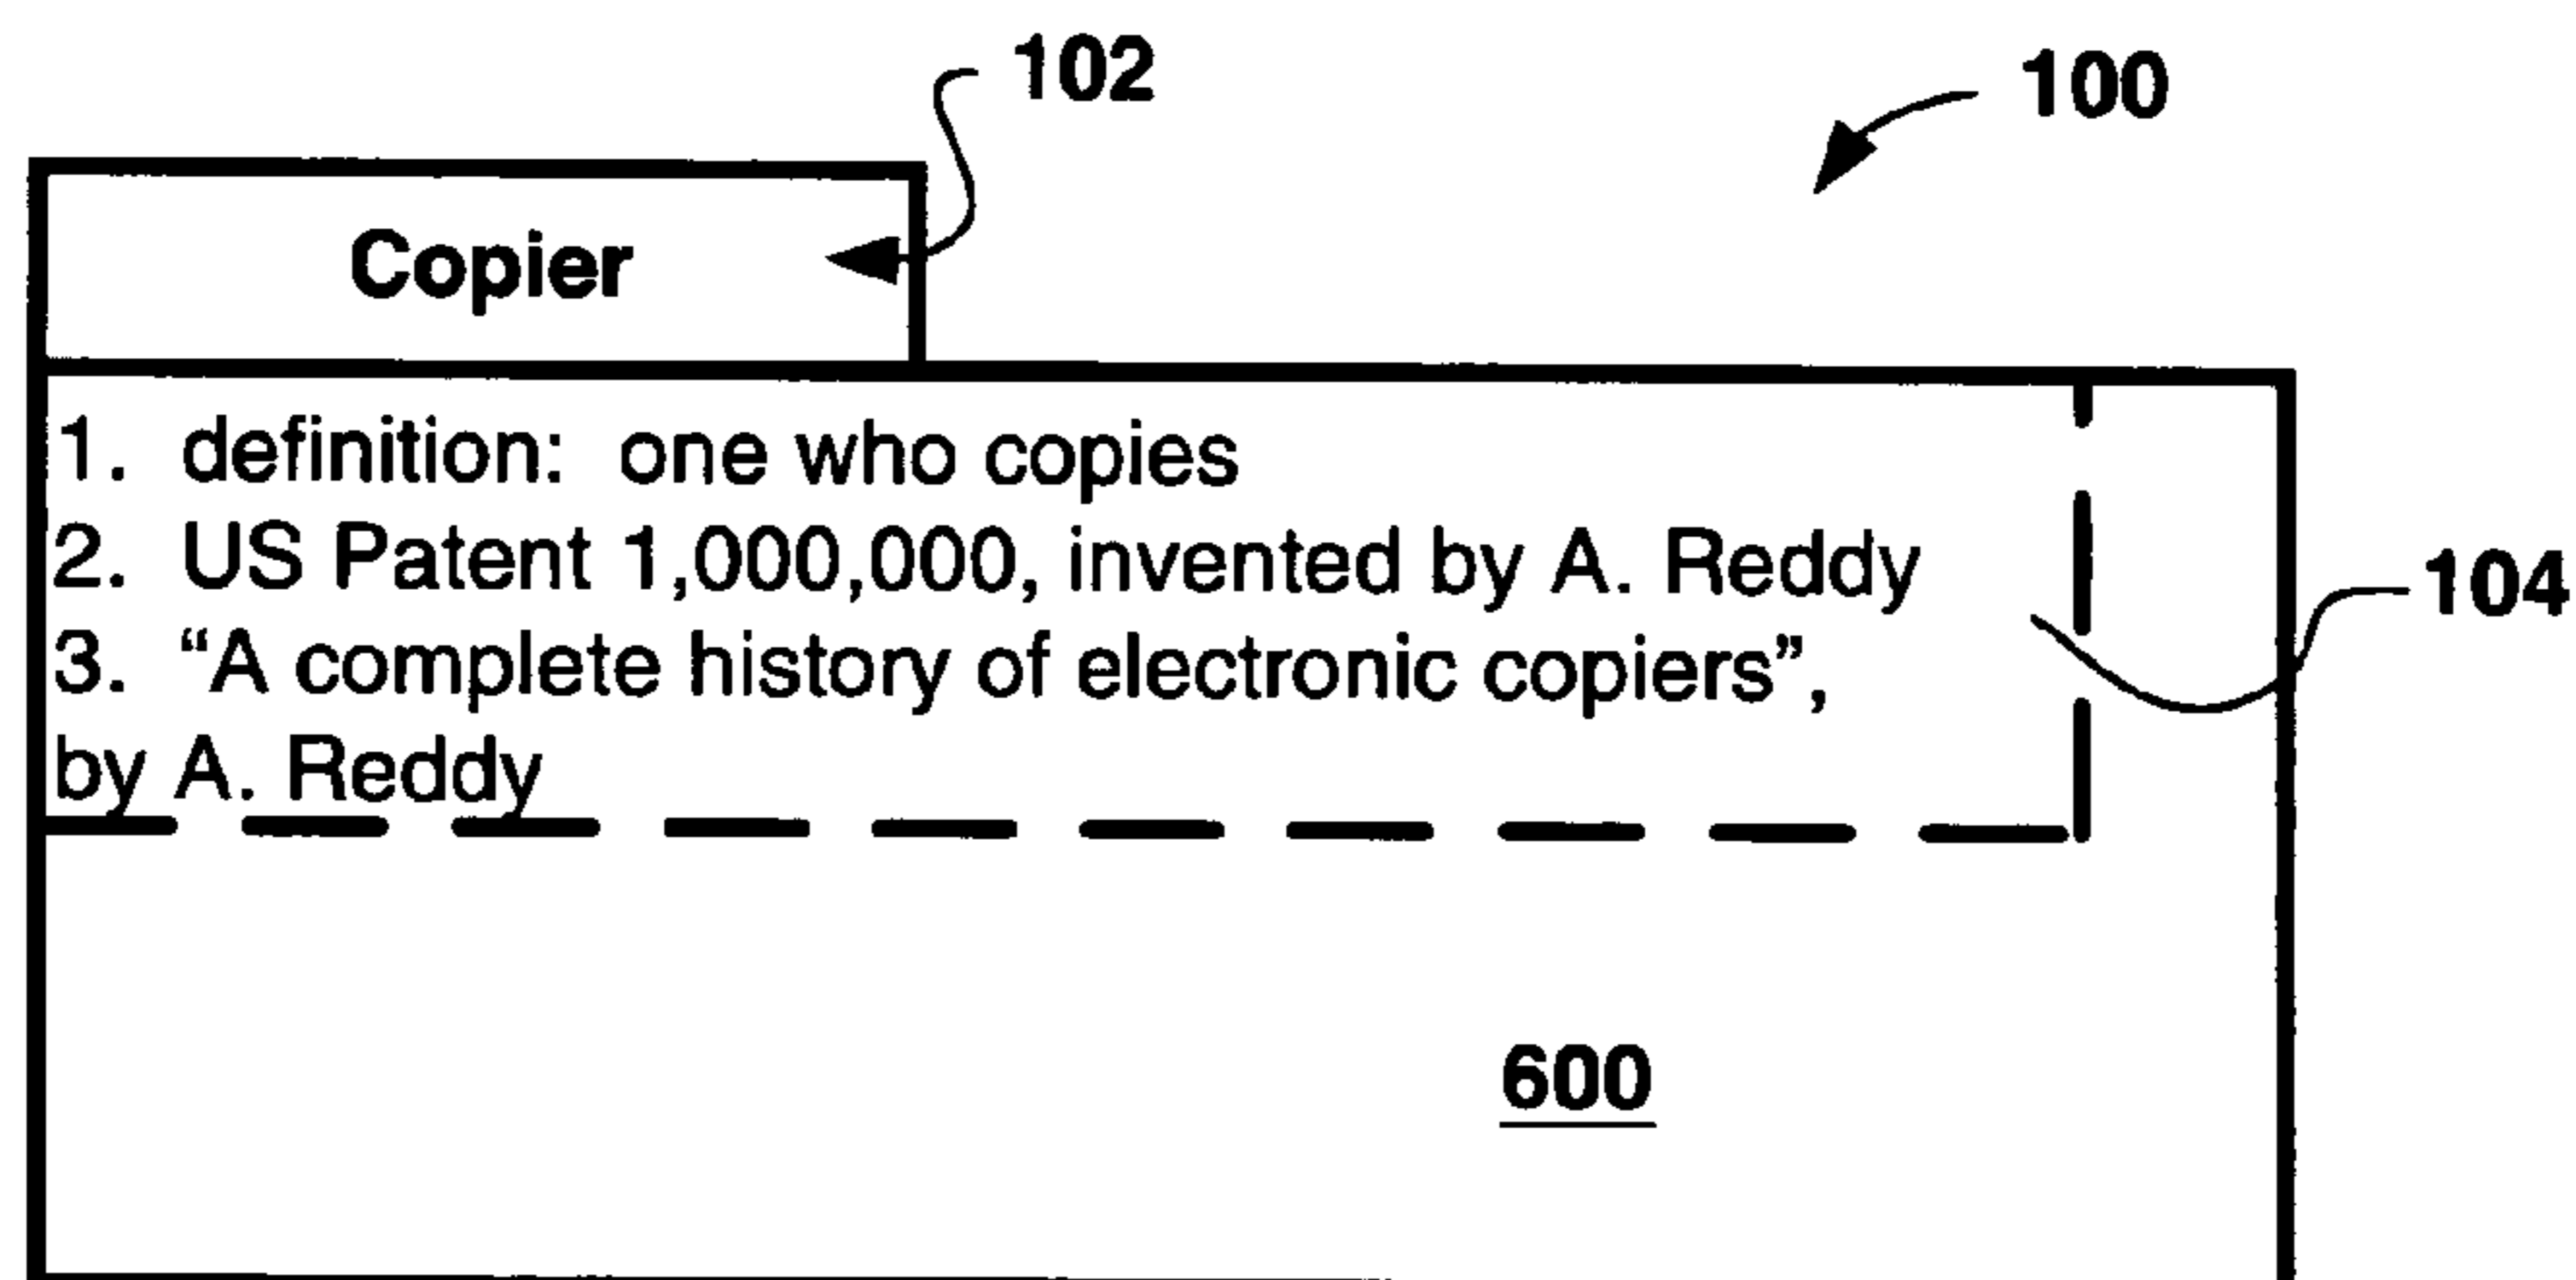 102
100
Copier
1. definition: one who copies
2. US Patent 1,000,000, invented by A. Reddy
104
3. “A complete history of electronic copiers”,
by A. Reddy
600